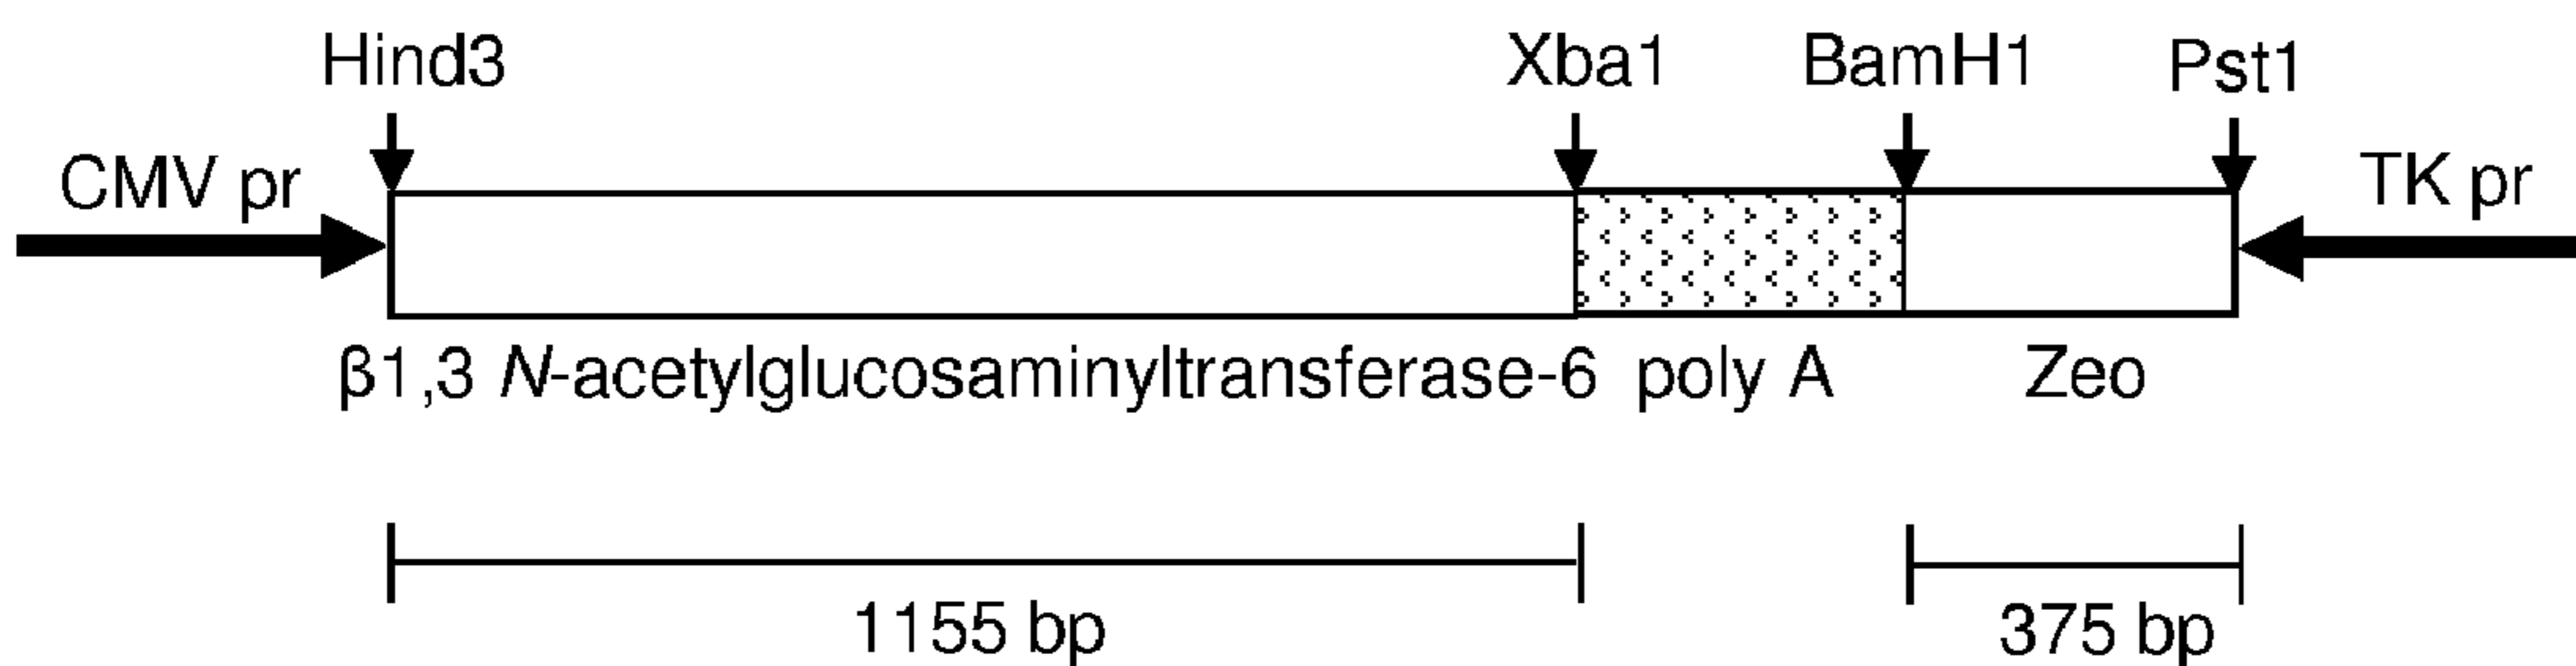 Hind3 Xba1 BamH1 Pst1
CMV pr TK pr
β1,3 N-acetylglucosaminyltransferase-6 poly A Zeo
1155 bp 375 bp